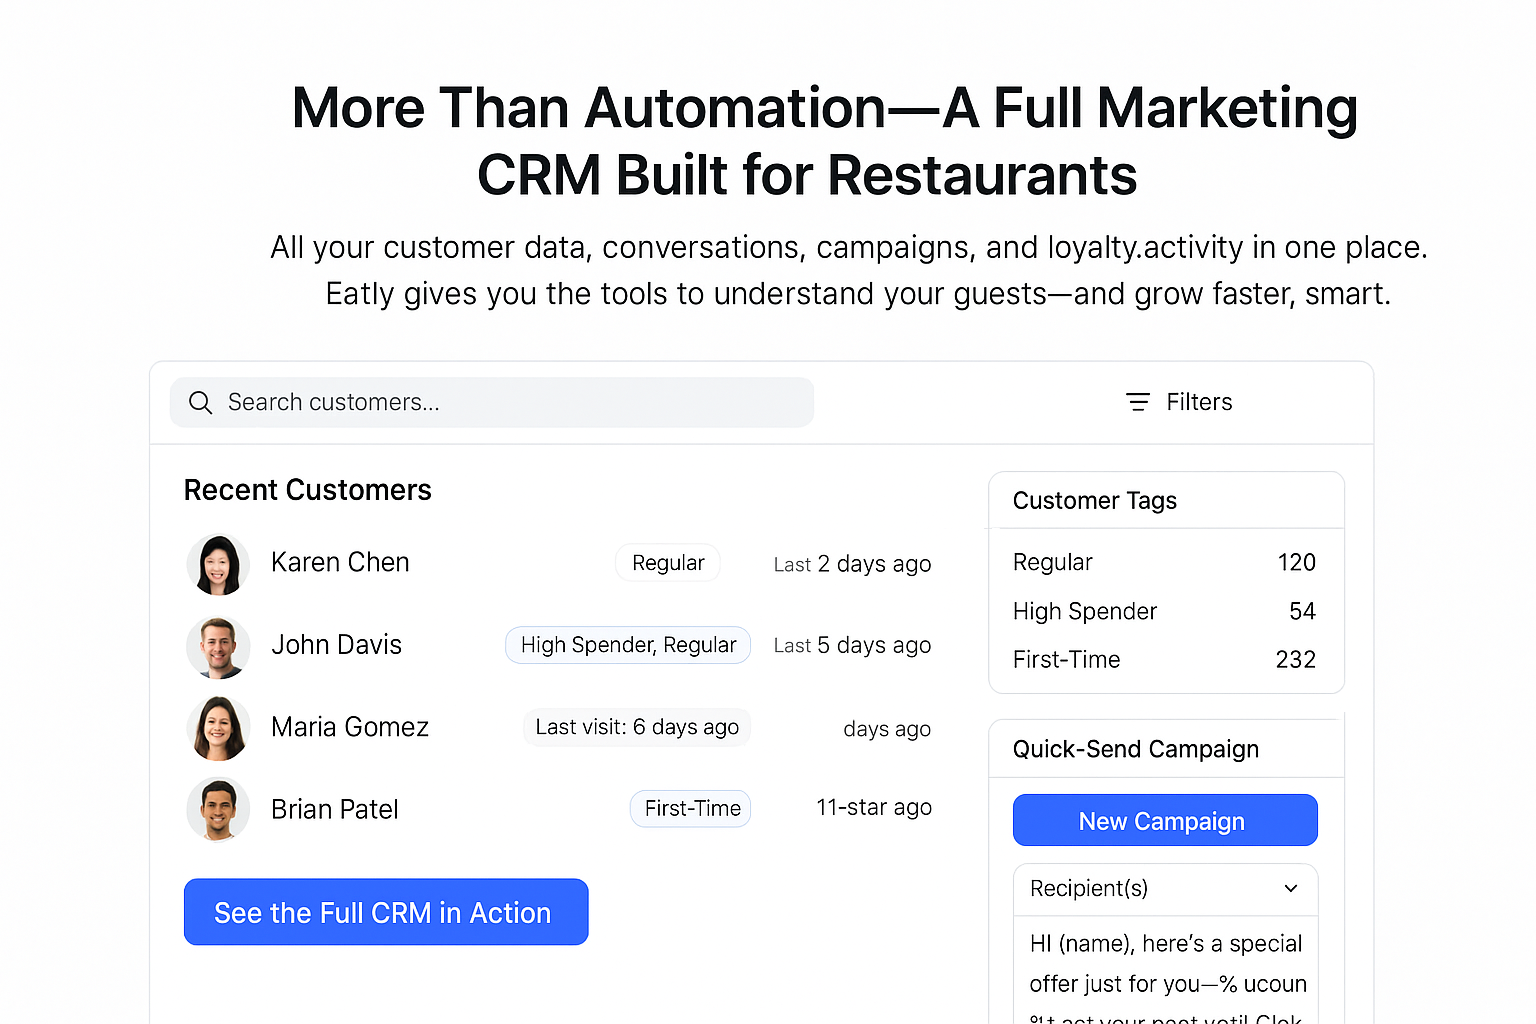 More Than Automation—A Full Marketing
CRM Built for Restaurants
All your customer data, conversations, campaigns, and loyalty.activity in one place.
Eatly gives you the tools to understand your guests—and grow faster, smart.
Search customers...
Filters
Recent Customers
Karen Chen Regular Last 2 days ago
John Davis High Spender, Regular Last 5 days ago
Maria Gomez Last visit: 6 days ago days ago
Brian Patel First-Time 11-star ago
See the Full CRM in Action
Customer Tags
Regular 120
High Spender 54
First-Time 232
Quick-Send Campaign
New Campaign
Recipient(s)
HI (name), here's a special
offer just for you—% ucoun
act your